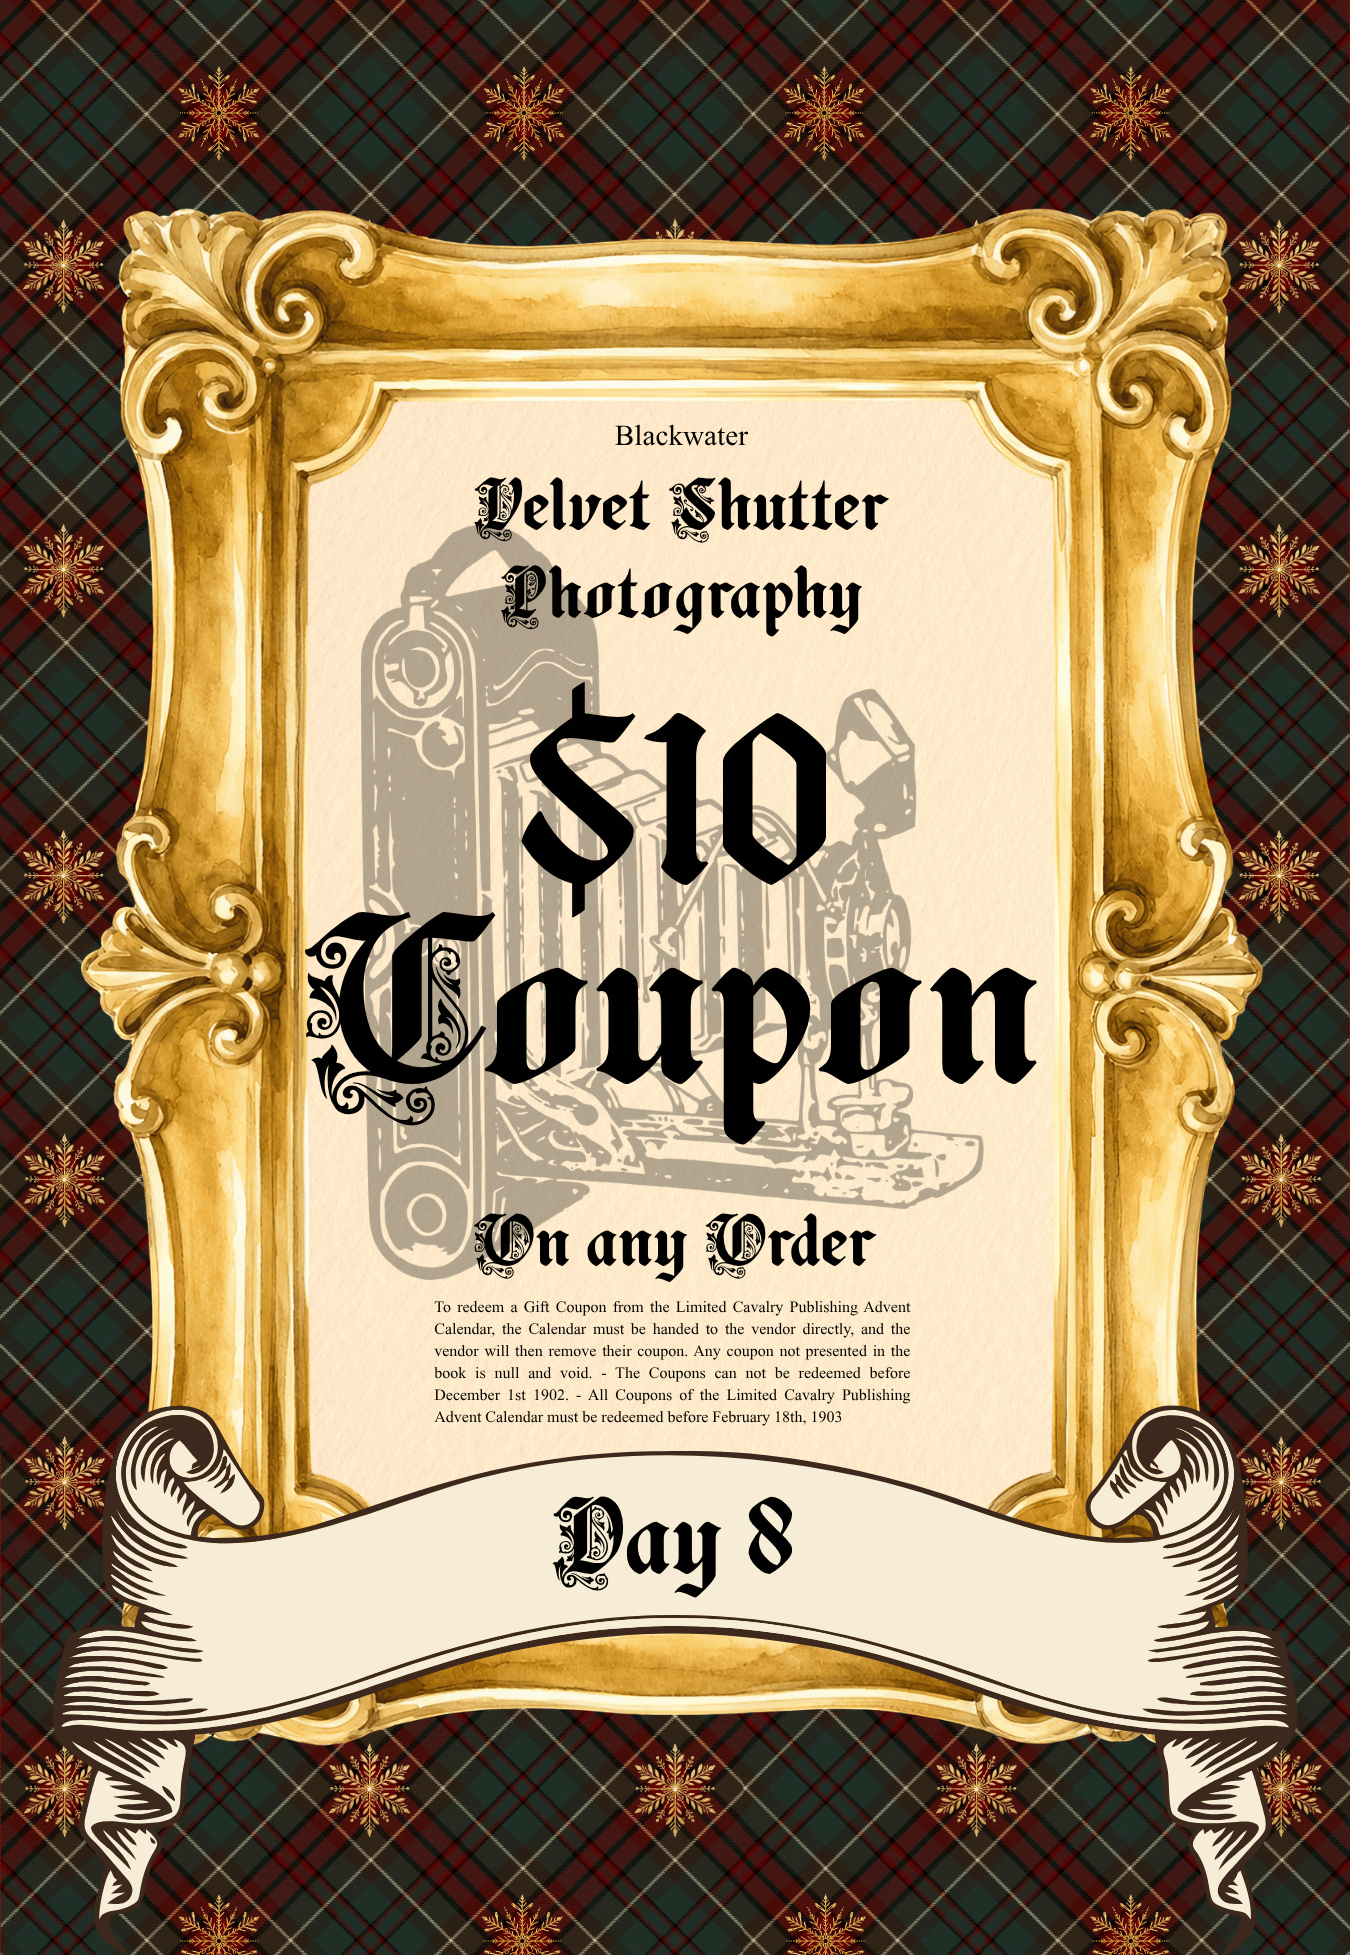 Blackwater
Velvet Shutter
Photography
$10
Coupon
On any Order
To redeem a Gift Coupon from the Limited Cavalry Publishing Advent
Calendar, the Calendar must be handed to the vendor directly, and the
vendor will then remove their coupon. Any coupon not presented in the
book is null and void. - The Coupons can not be redeemed before
December 1st 1902. - All Coupons of the Limited Cavalry Publishing
Advent Calendar must be redeemed before February 18th, 1903
Day 8